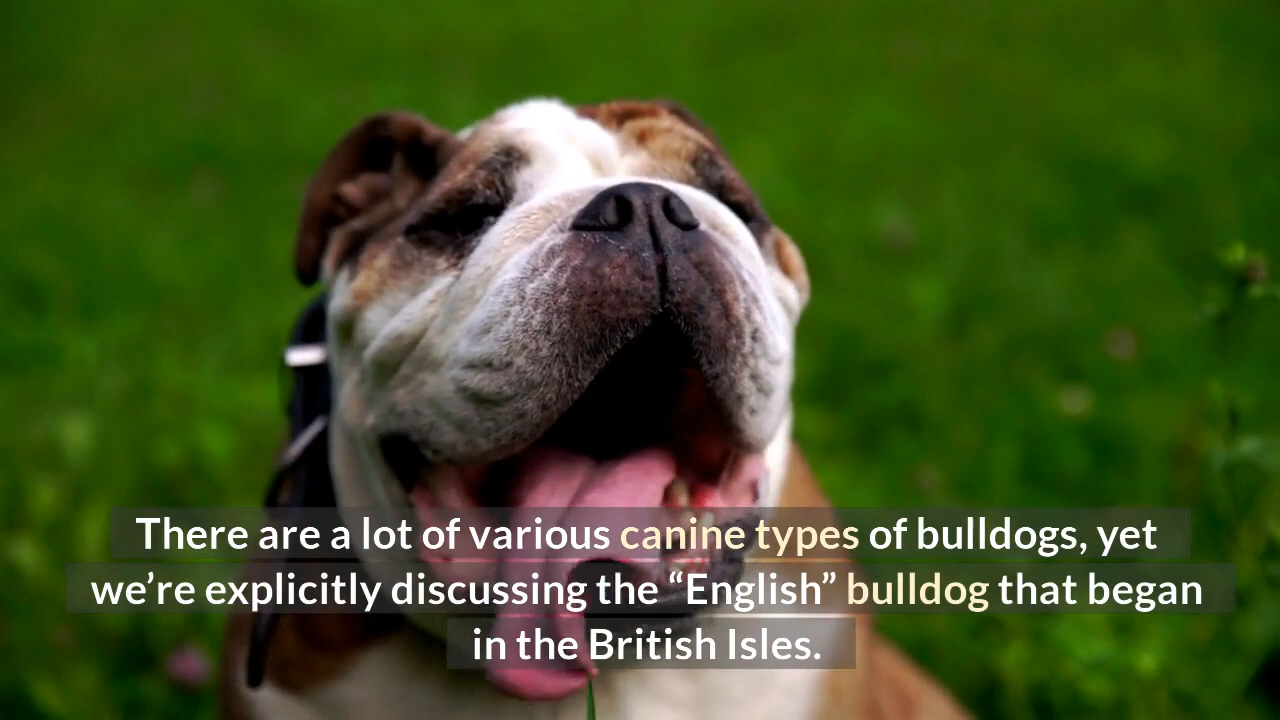 There are a lot of various canine types of bulldogs, yet
we’re explicitly discussing the “English” bulldog that began
in the British Isles.